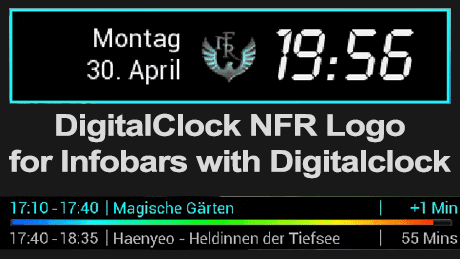 Montag
30. April
NFR
19:56
DigitalClock NFR Logo
for Infobars with Digitalclock
17:10 - 17:40 | Magische Gärten | +1 Min
17:40 - 18:35 | Haenyeo - Heldinnen der Tiefsee 55 Mins